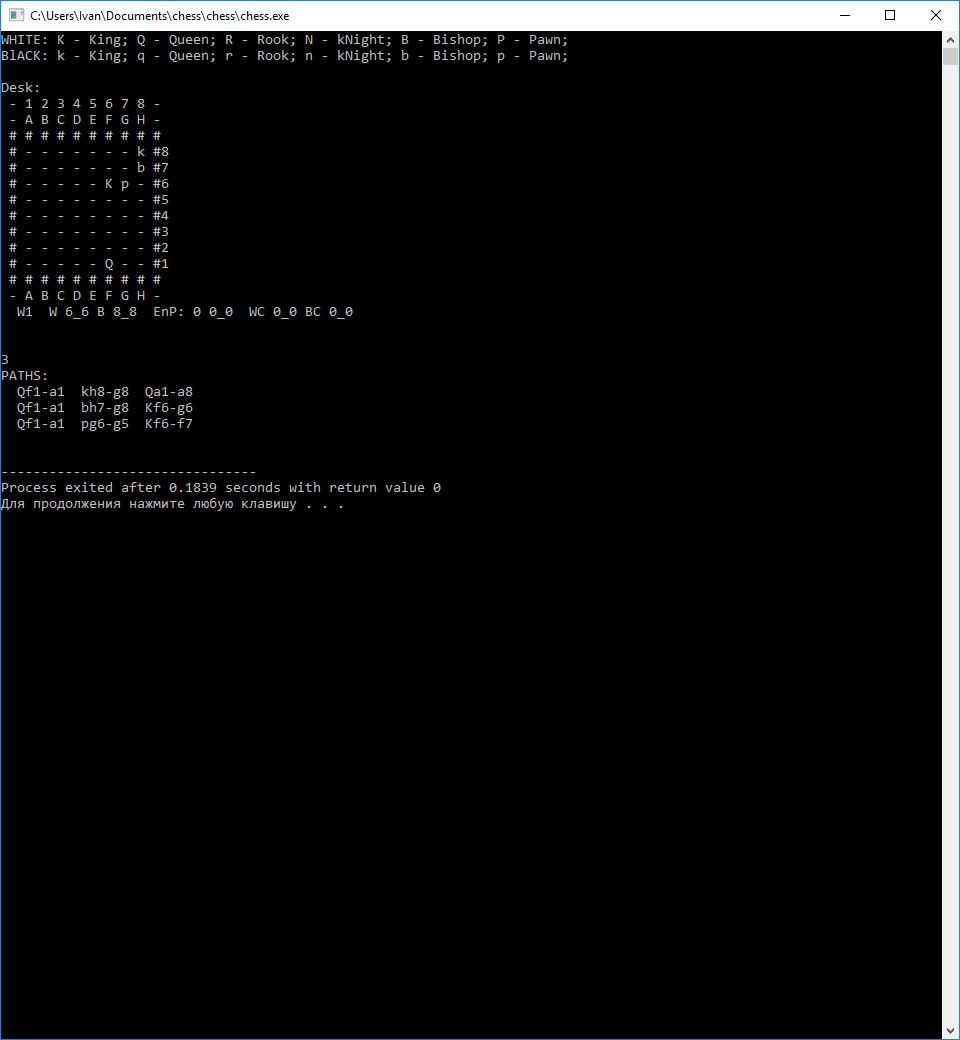 C:\Users\Ivan\Documents\chess\chess\chess.exe
WHITE: K - King; Q - Queen; R - Rook; N - kNight; B - Bishop; P - Pawn;
BlACK: k - King; q - Queen; r - Rook; n - kNight; b - Bishop; p - Pawn;
Desk:
- 1 2 3 4 5 6 7 8 -
- A B C D E F G H -
# # # # # # # # # #
# - - - - - - - k #8
# - - - - - - - b #7
# - - - - - K p - #6
# - - - - - - - - #5
# - - - - - - - - #4
# - - - - - - - - #3
# - - - - - - - - #2
# - - - - - Q - - #1
# # # # # # # # # #
- A B C D E F G H -
W1  W 6_6 B 8_8  EnP: 0 0_0  WC 0_0 BC 0_0
3
PATHS:
Qf1-a1  kh8-g8  Qa1-a8
Qf1-a1  bh7-g8  Kf6-g6
Qf1-a1  pg6-g5  Kf6-f7
--------------------------------
Process exited after 0.1839 seconds with return value 0
Для продолжения нажмите любую клавишу . . .